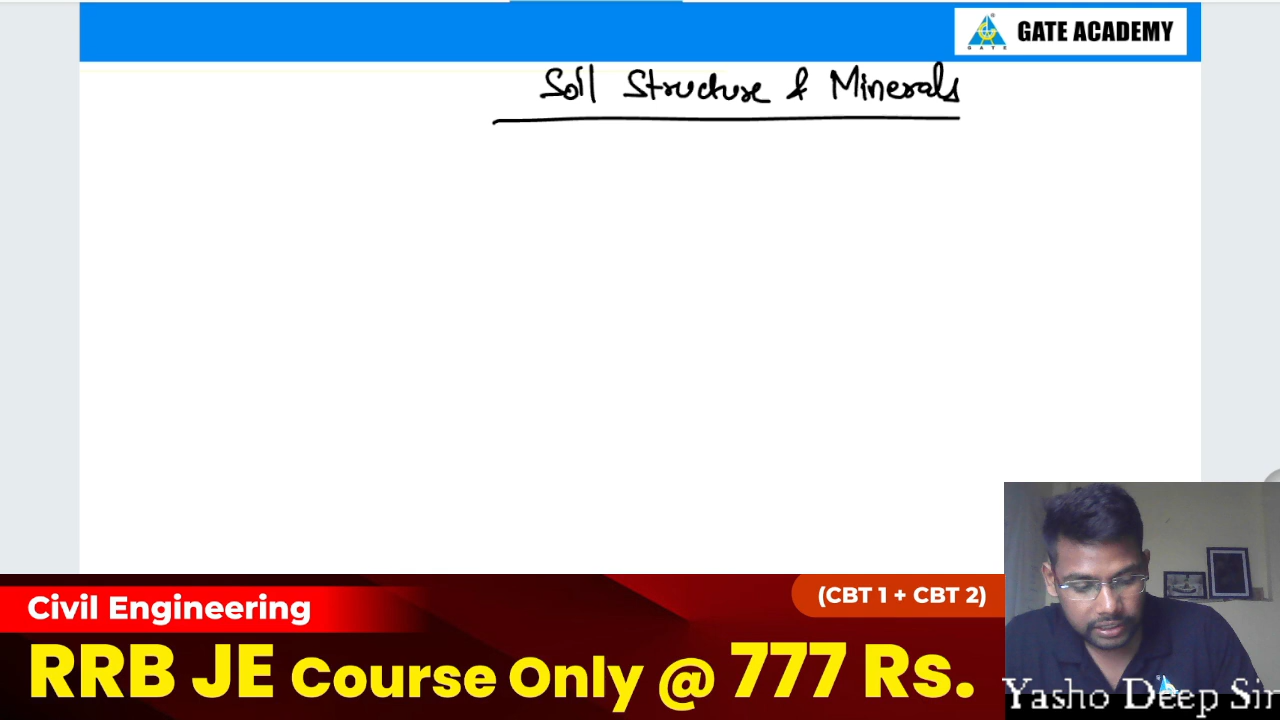 GATE ACADEMY
GATE
Soil Structure & Minerals
Civil Engineering
(CBT 1 + CBT 2)
RRB JE Course Only @ 777 Rs.
Yasho Deep Sir